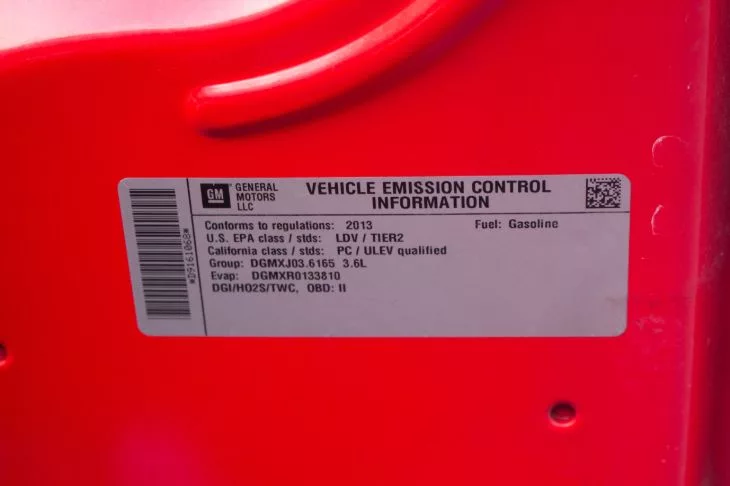 GM
GENERAL
MOTORS
LLC
VEHICLE EMISSION CONTROL
INFORMATION
Conforms to regulations: 2013 Fuel: Gasoline
U.S. EPA class / stds: LDV / TIER2
California class / stds: PC / ULEV qualified
Group: DGMXJ03.6165 3.6L
Evap: DGMXR0133810
DGI/HO2S/TWC, OBD: II
*D9161068*